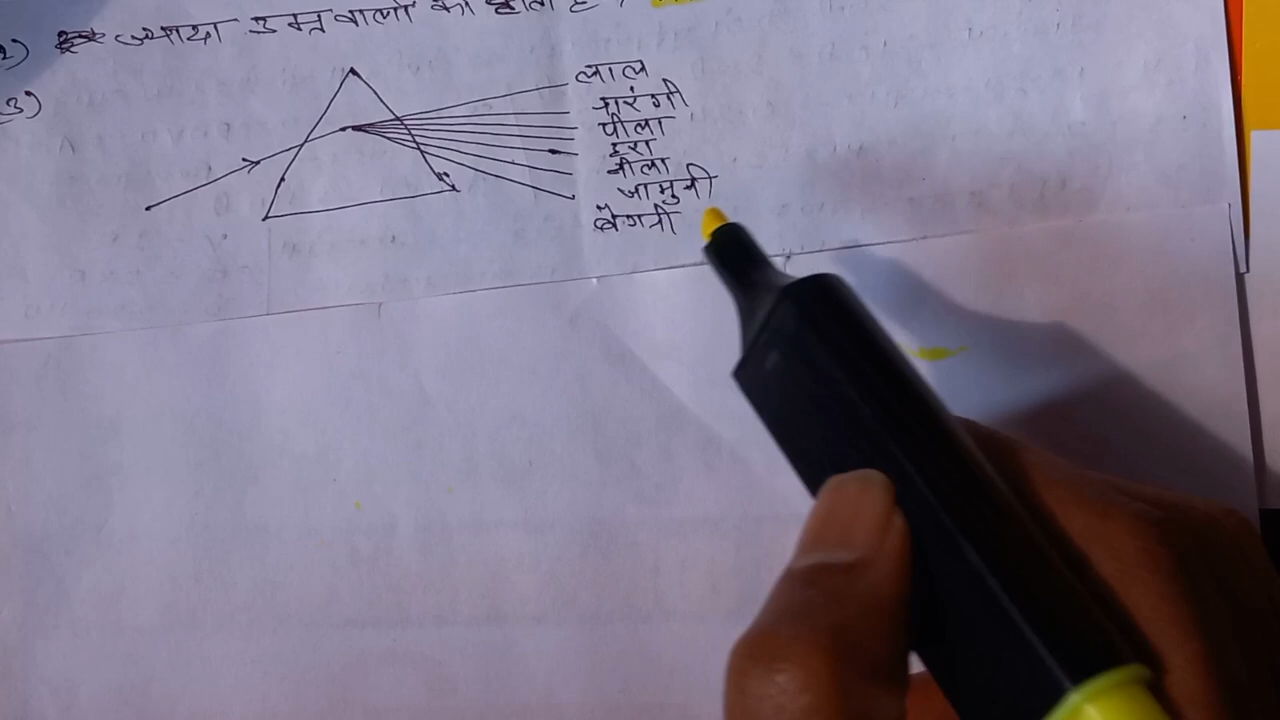 2) ज्यादा उम्र वालो को होता है
3)
लाल
नारंगी
पीला
हरा
नीला
जामुनी
बैगनी